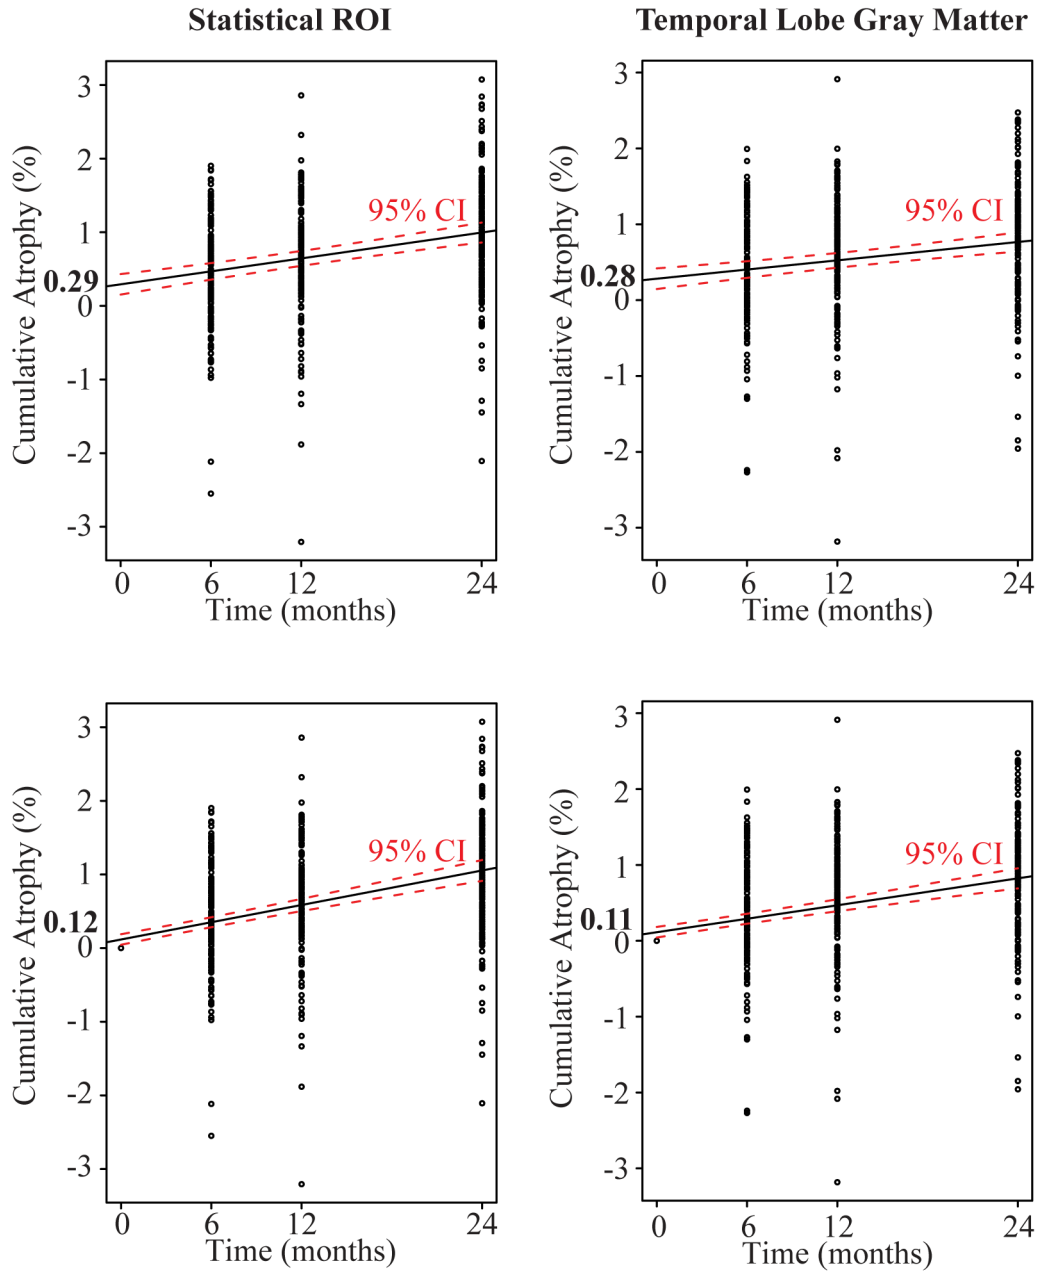 Statistical ROI
Temporal Lobe Gray Matter
Cumulative Atrophy (%)
3
2
1
0.29
0
-1
-2
-3
95% CI
0 6 12 24
Time (months)
Cumulative Atrophy (%)
3
2
1
0.28
0
-1
-2
-3
95% CI
0 6 12 24
Time (months)
Cumulative Atrophy (%)
3
2
1
0.12
0
-1
-2
-3
95% CI
0 6 12 24
Time (months)
Cumulative Atrophy (%)
3
2
1
0.11
0
-1
-2
-3
95% CI
0 6 12 24
Time (months)